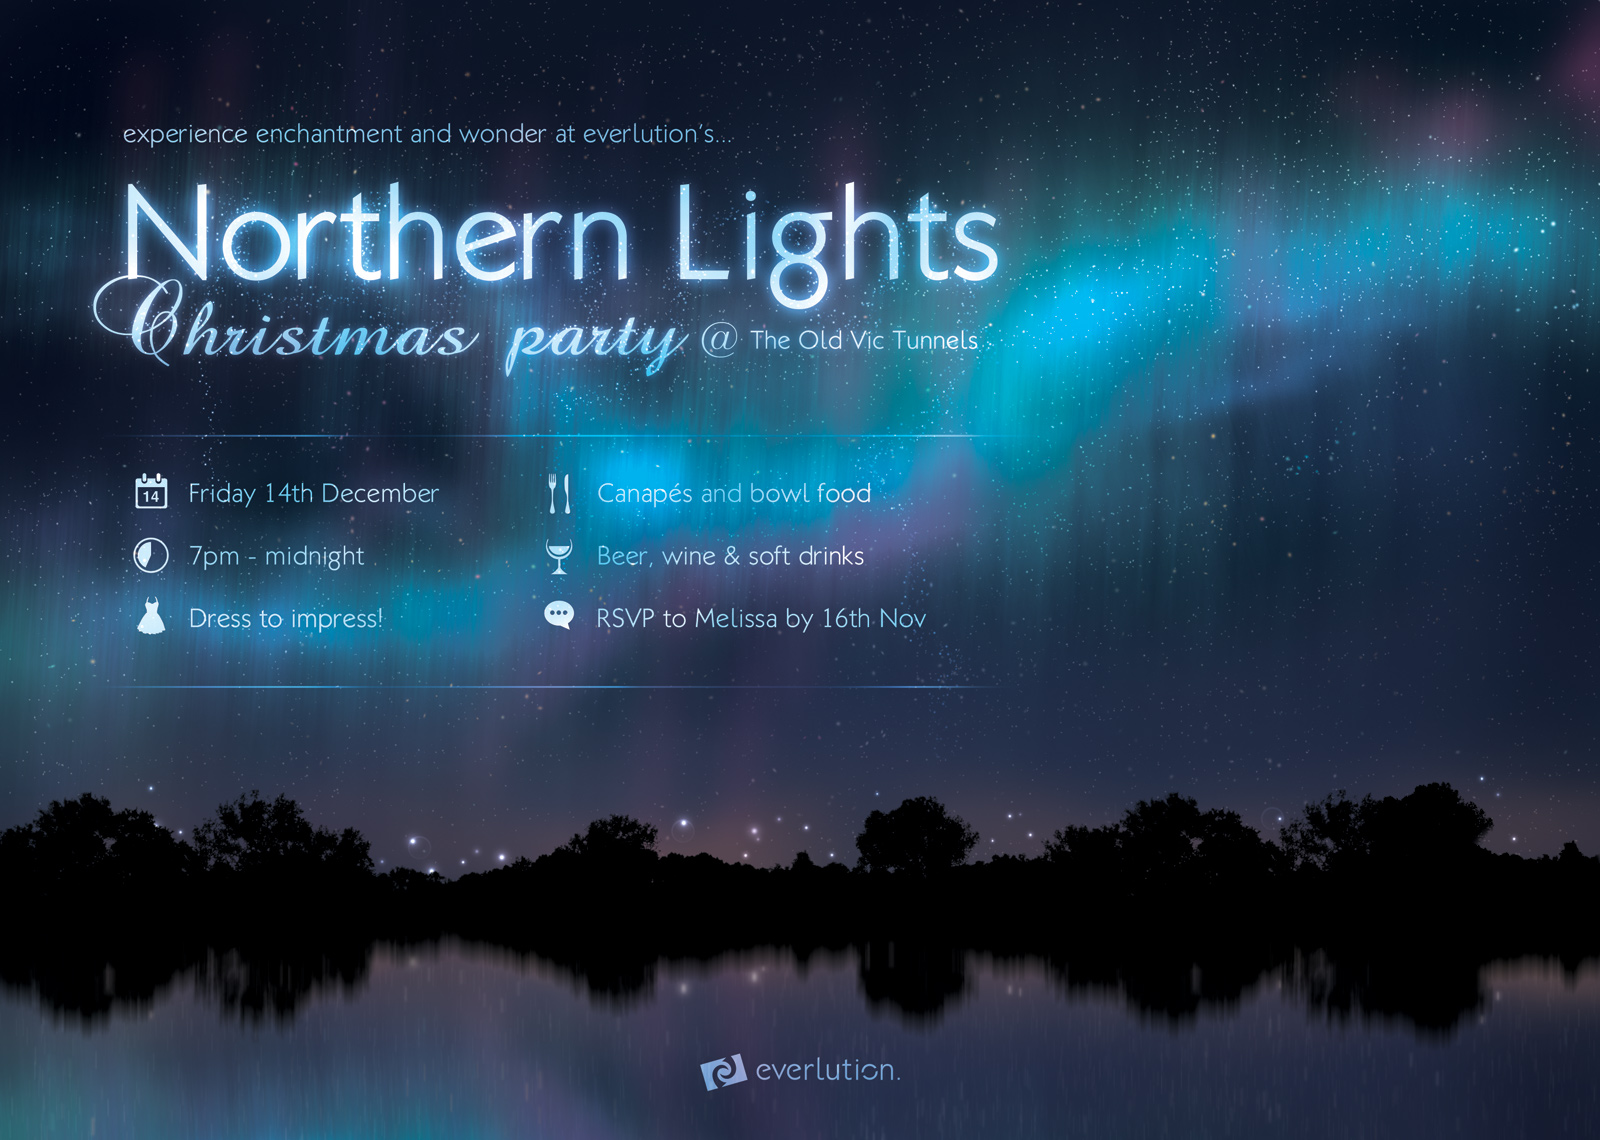 experience enchantment and wonder at everlution's...
Northern Lights
Christmas party @ The Old Vic Tunnels
14 Friday 14th December
Canapés and bowl food
7pm - midnight
Beer, wine & soft drinks
Dress to impress!
RSVP to Melissa by 16th Nov
everlution.